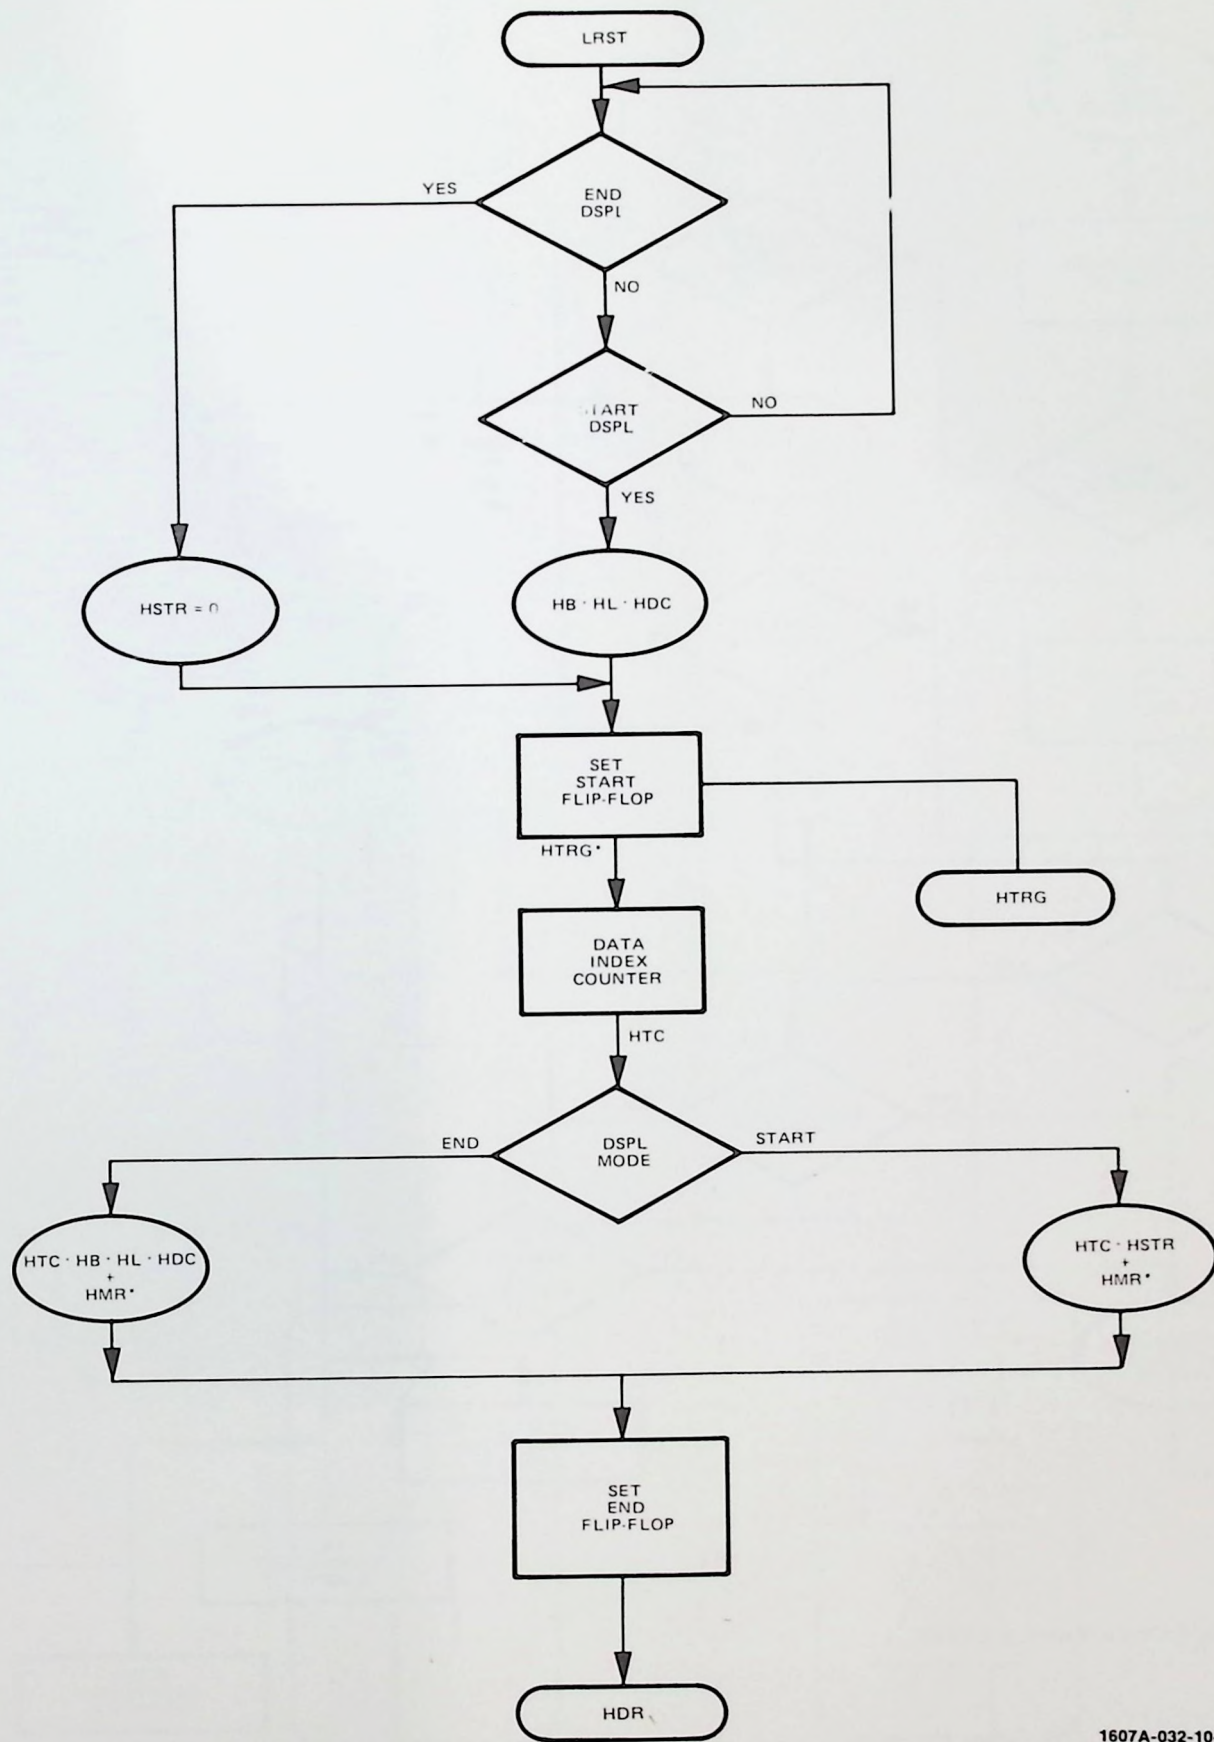 LRST
YES
END
DSPL
NO
DSPL
NO
YES
HSTR = 0
HB · HL · HDC
SET
START
FLIP-FLOP
HTRG*
HTRG
DATA
INDEX
COUNTER
HTC
END
DSPL
MODE
START
HTC · HB · HL · HDC
+
HMR*
HTC · HSTR
+
HMR*
SET
END
FLIP-FLOP
HDR
1607A-032-10